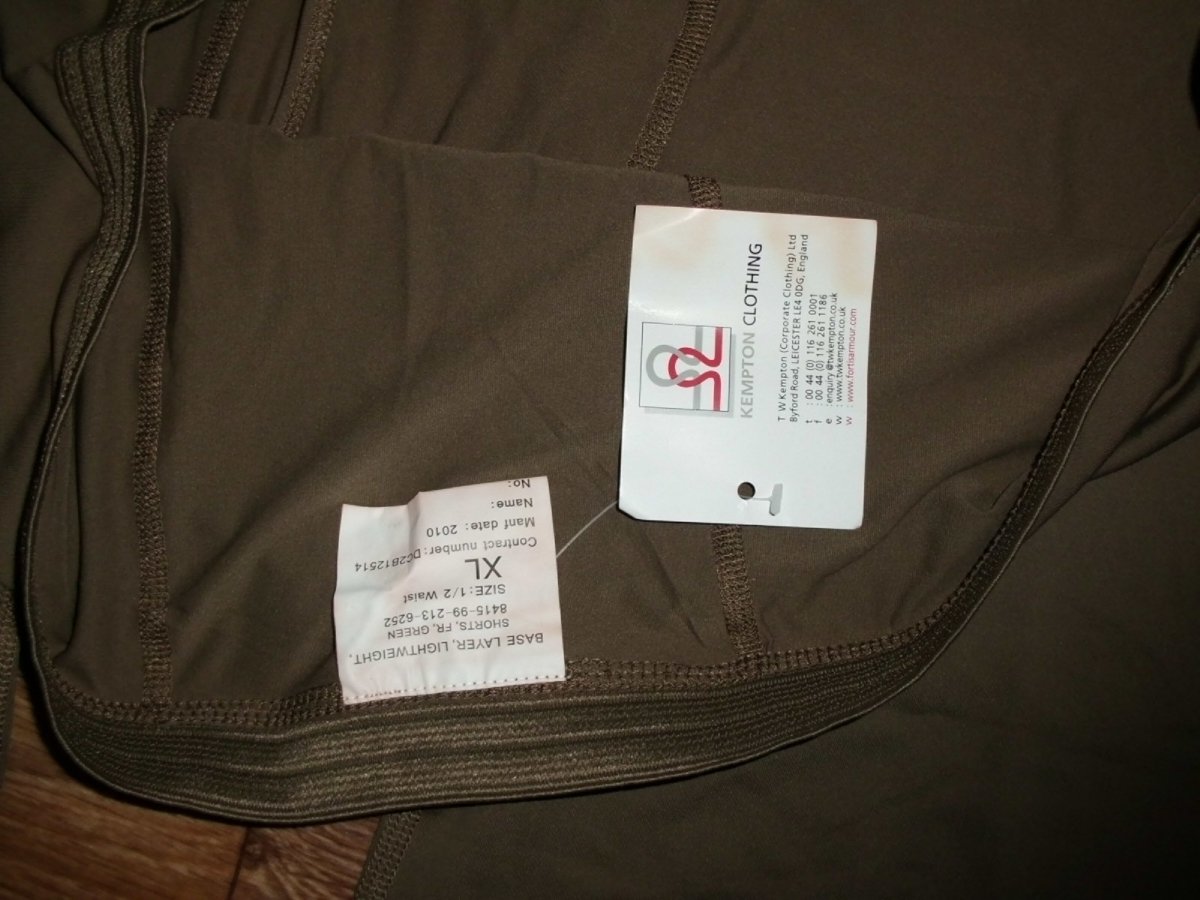 KEMPTON CLOTHING
T W Kempton (Corporate Clothing) Ltd
Byford Road, LEICESTER LE4 0DG, England
t : 00 44 (0) 116 261 0001
f : 00 44 (0) 116 261 1186
e : enquiry@twkempton.co.uk
w : www.twkempton.co.uk
w : www.fortisarmour.com
BASE LAYER, LIGHTWEIGHT,
SHORTS, FR, GREEN
8415-99-213-6252
SIZE: 1/2 Waist
XL
Contract number: DC2B12514
Manf date: 2010
Name:
No: